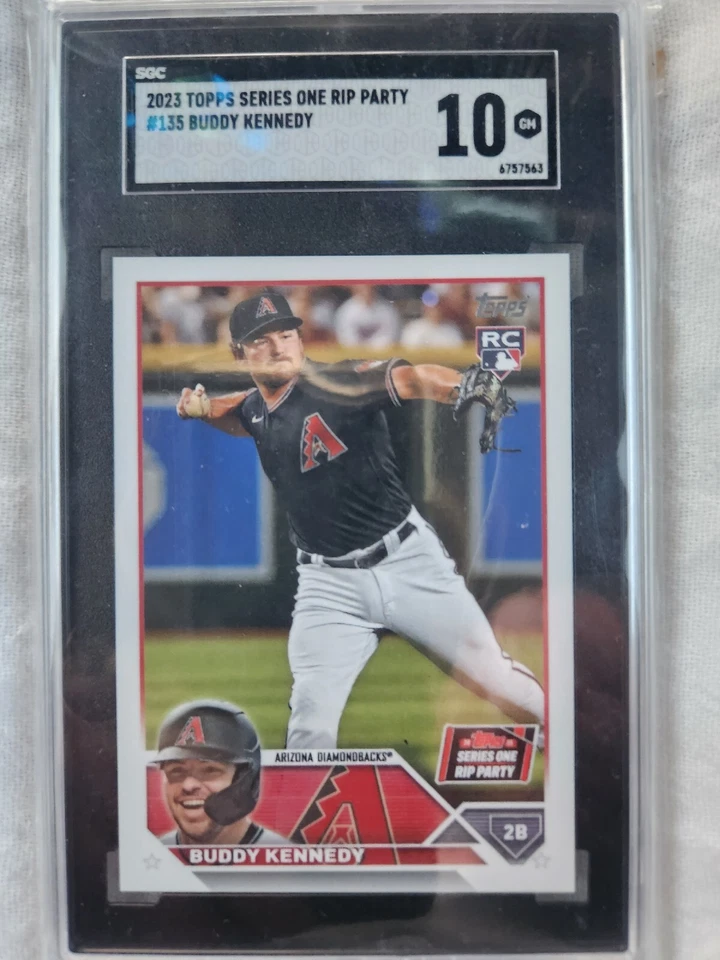 SGC
2023 TOPPS SERIES ONE RIP PARTY
#135 BUDDY KENNEDY
10 GM
6757563
Topps
RC
A
A
A
ARIZONA DIAMONDBACKS®
Topps
SERIES ONE
RIP PARTY
A
2B
BUDDY KENNEDY